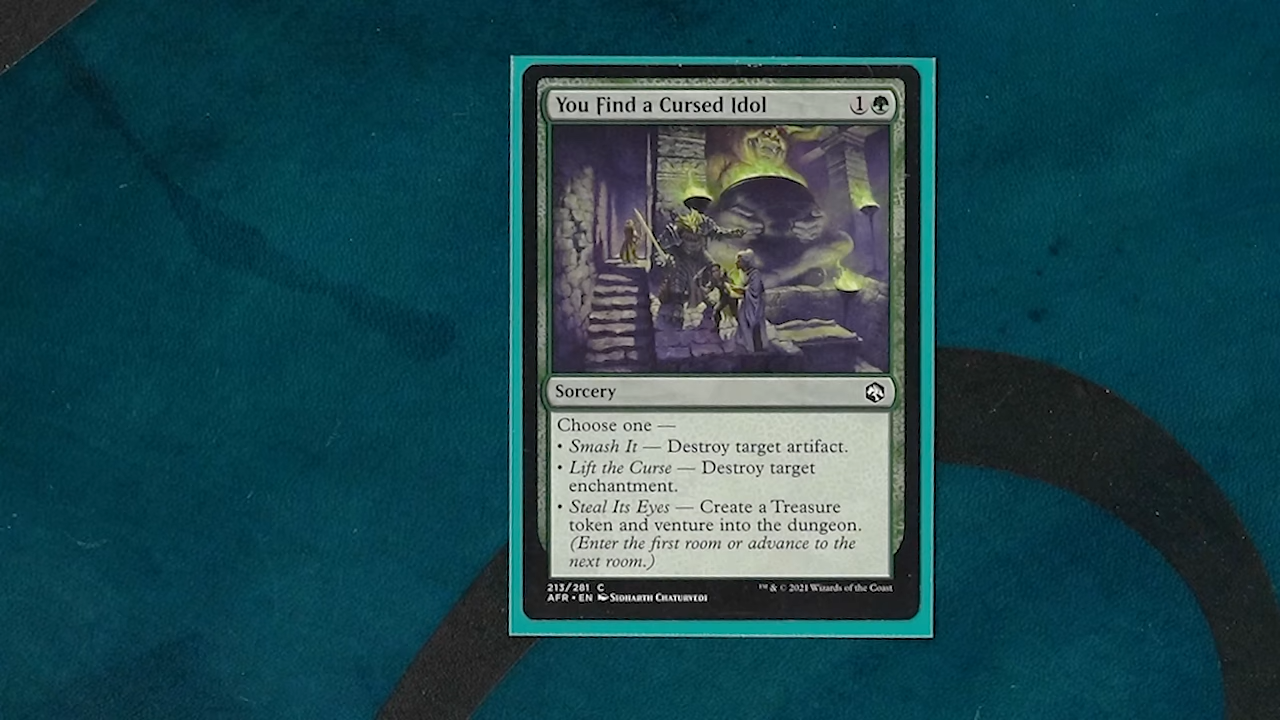 You Find a Cursed Idol 1
Sorcery
Choose one —
• Smash It — Destroy target artifact.
• Lift the Curse — Destroy target
enchantment.
• Steal Its Eyes — Create a Treasure
token and venture into the dungeon.
(Enter the first room or advance to the
next room.)
213/281 C
AFR • EN Sidharth Chaturvedi
™ & © 2021 Wizards of the Coast